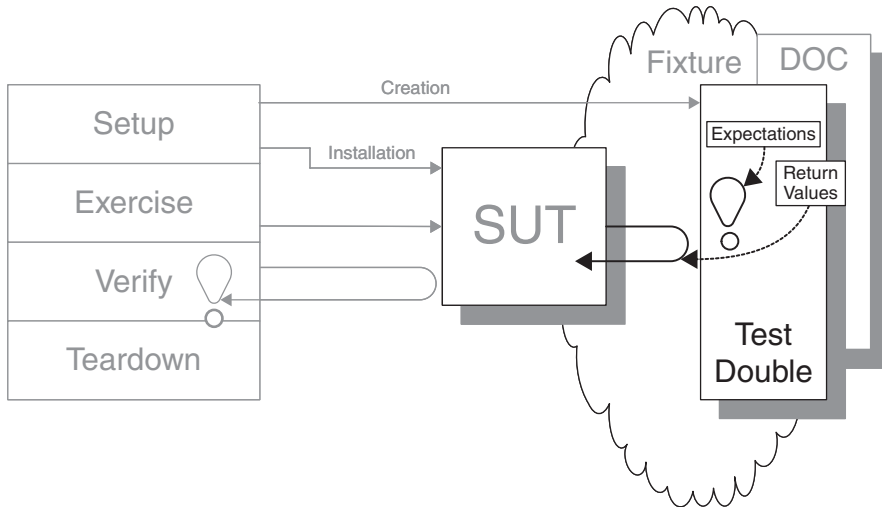 Fixture
DOC
Creation
Setup
Expectations
Installation
Return
Values
Exercise
SUT
Verify
Test
Double
Teardown